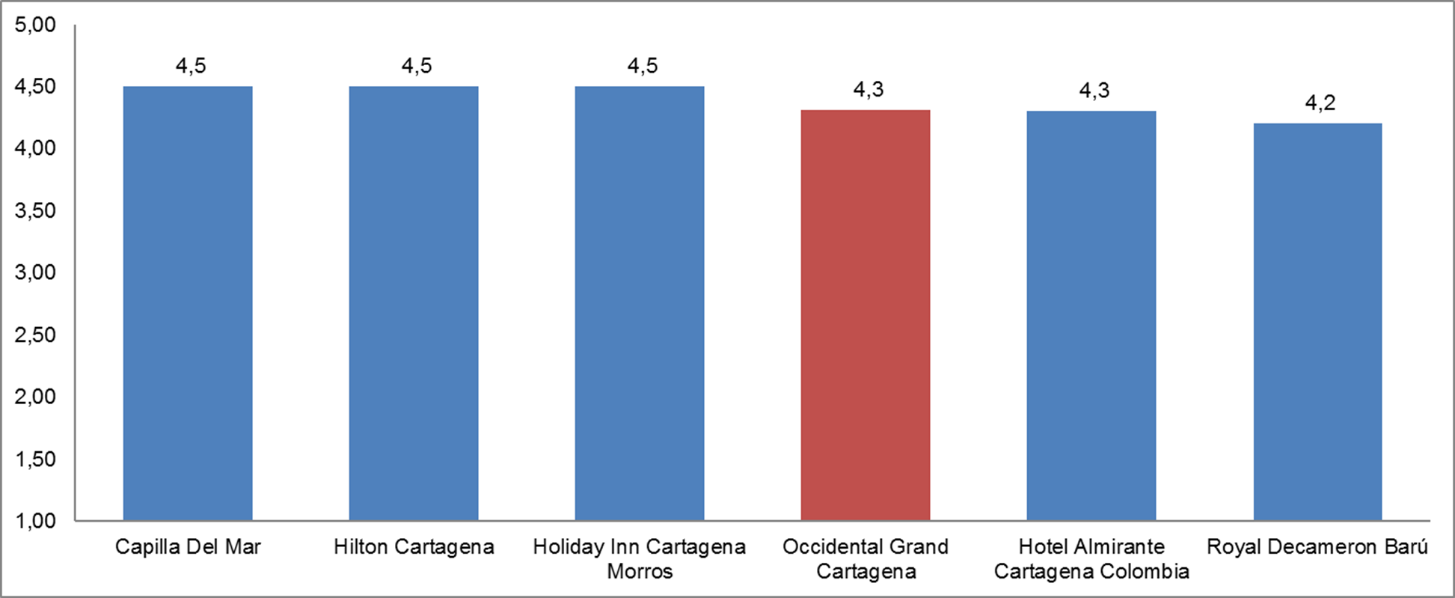 5,00
4,50
4,00
3,50
3,00
2,50
2,00
1,50
1,00
4,5
4,5
4,5
4,3
4,3
4,2
Capilla Del Mar
Hilton Cartagena
Holiday Inn Cartagena
Morros
Occidental Grand
Cartagena
Hotel Almirante
Cartagena Colombia
Royal Decameron Barú